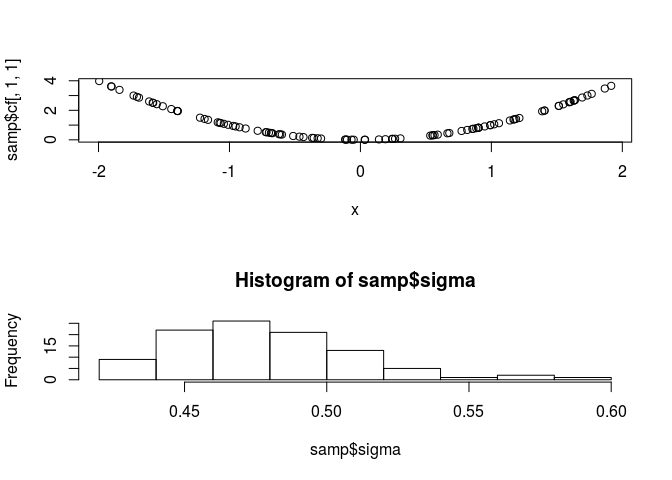 samp$cf[, 1, 1]
4
2
0
-2 -1 0 1 2
x
Histogram of samp$sigma
Frequency
15
0
0.45 0.50 0.55 0.60
samp$sigma